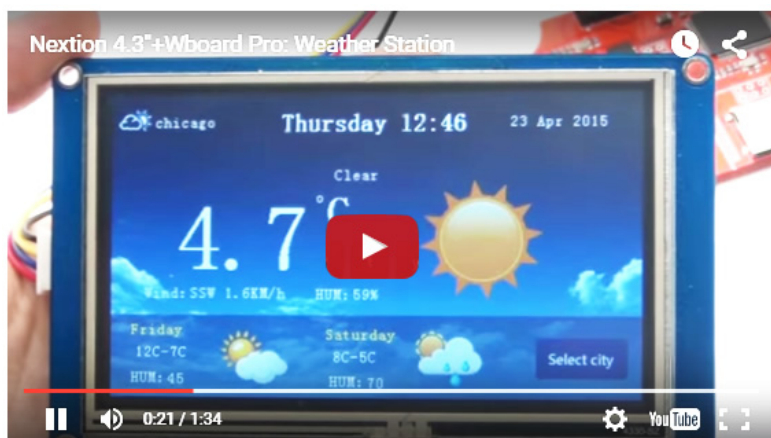 Nextion 4.3"+Wboard Pro: Weather Station
chicago
Thursday 12:46
23 Apr 2015
Clear
4.7 °C
Wind: SSW 1.6KM/h
HUM: 59%
Friday
12C-7C
HUM: 45
Saturday
8C-5C
HUM: 70
Select city
0:21 / 1:34
YouTube